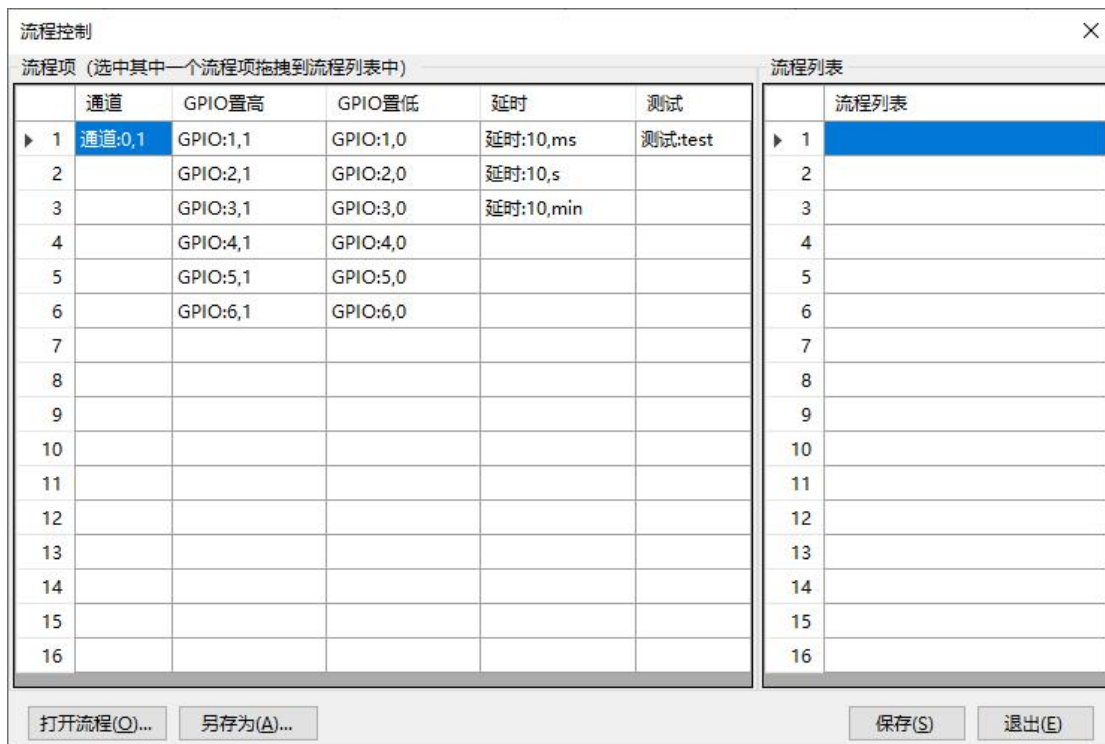 流程控制
流程项（选中其中一个流程项拖拽到流程列表中） 流程列表
通道 GPIO置高 GPIO置低 延时 测试 流程列表
1 通道:0,1 GPIO:1,1 GPIO:1,0 延时:10,ms 测试:test 1
2 GPIO:2,1 GPIO:2,0 延时:10,s 2
3 GPIO:3,1 GPIO:3,0 延时:10,min 3
4 GPIO:4,1 GPIO:4,0 4
5 GPIO:5,1 GPIO:5,0 5
6 GPIO:6,1 GPIO:6,0 6
7 7
8 8
9 9
10 10
11 11
12 12
13 13
14 14
15 15
16 16
打开流程(O)... 另存为(A)... 保存(S) 退出(E)